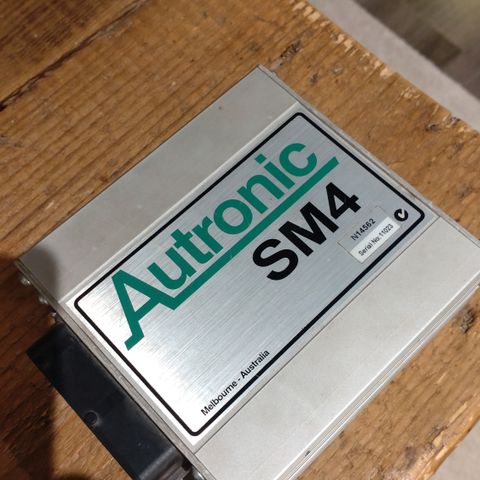 Autronic
SM4
N14562
Serial No: 11023
Melbourne - Australia